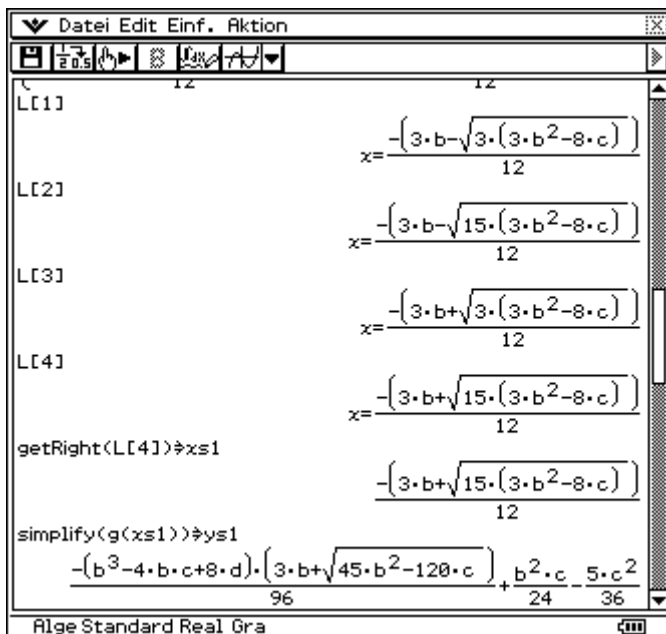 Datei Edit Einf. Aktion
12 12
L[1]
x=-(3·b-√(3·(3·b²-8·c)))/12
L[2]
x=-(3·b-√(15·(3·b²-8·c)))/12
L[3]
x=-(3·b+√(3·(3·b²-8·c)))/12
L[4]
x=-(3·b+√(15·(3·b²-8·c)))/12
getRight(L[4])⇒xs1
-(3·b+√(15·(3·b²-8·c)))/12
simplify(g(xs1))⇒ys1
-(b³-4·b·c+8·d)·(3·b+√(45·b²-120·c))/96+b²·c/24-5·c²/36
Alge Standard Real Gra